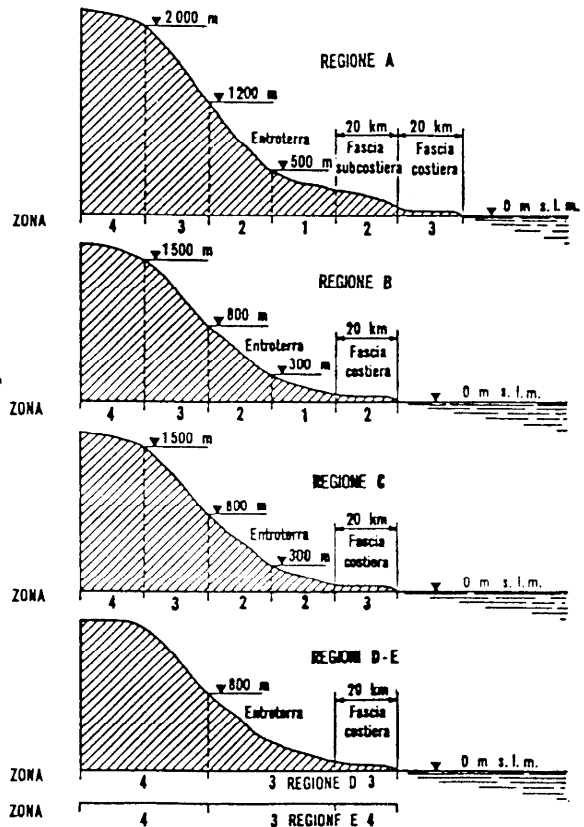 2000 m
REGIONE A
1200 m
20 km 20 km
Entroterra Fascia subcostiera Fascia costiera
500 m
0 m s.l.m.
ZONA 4 3 2 1 2 3
1500 m
REGIONE B
800 m
20 km
Entroterra Fascia costiera
300 m
0 m s.l.m.
ZONA 4 3 2 1 2
1500 m
REGIONE C
800 m
20 km
Entroterra Fascia costiera
300 m
0 m s.l.m.
ZONA 4 3 2 2 3
REGIONI D-E
800 m
20 km
Entroterra Fascia costiera
0 m s.l.m.
ZONA 4 3 REGIONE D 3
ZONA 4 3 REGIONE E 4